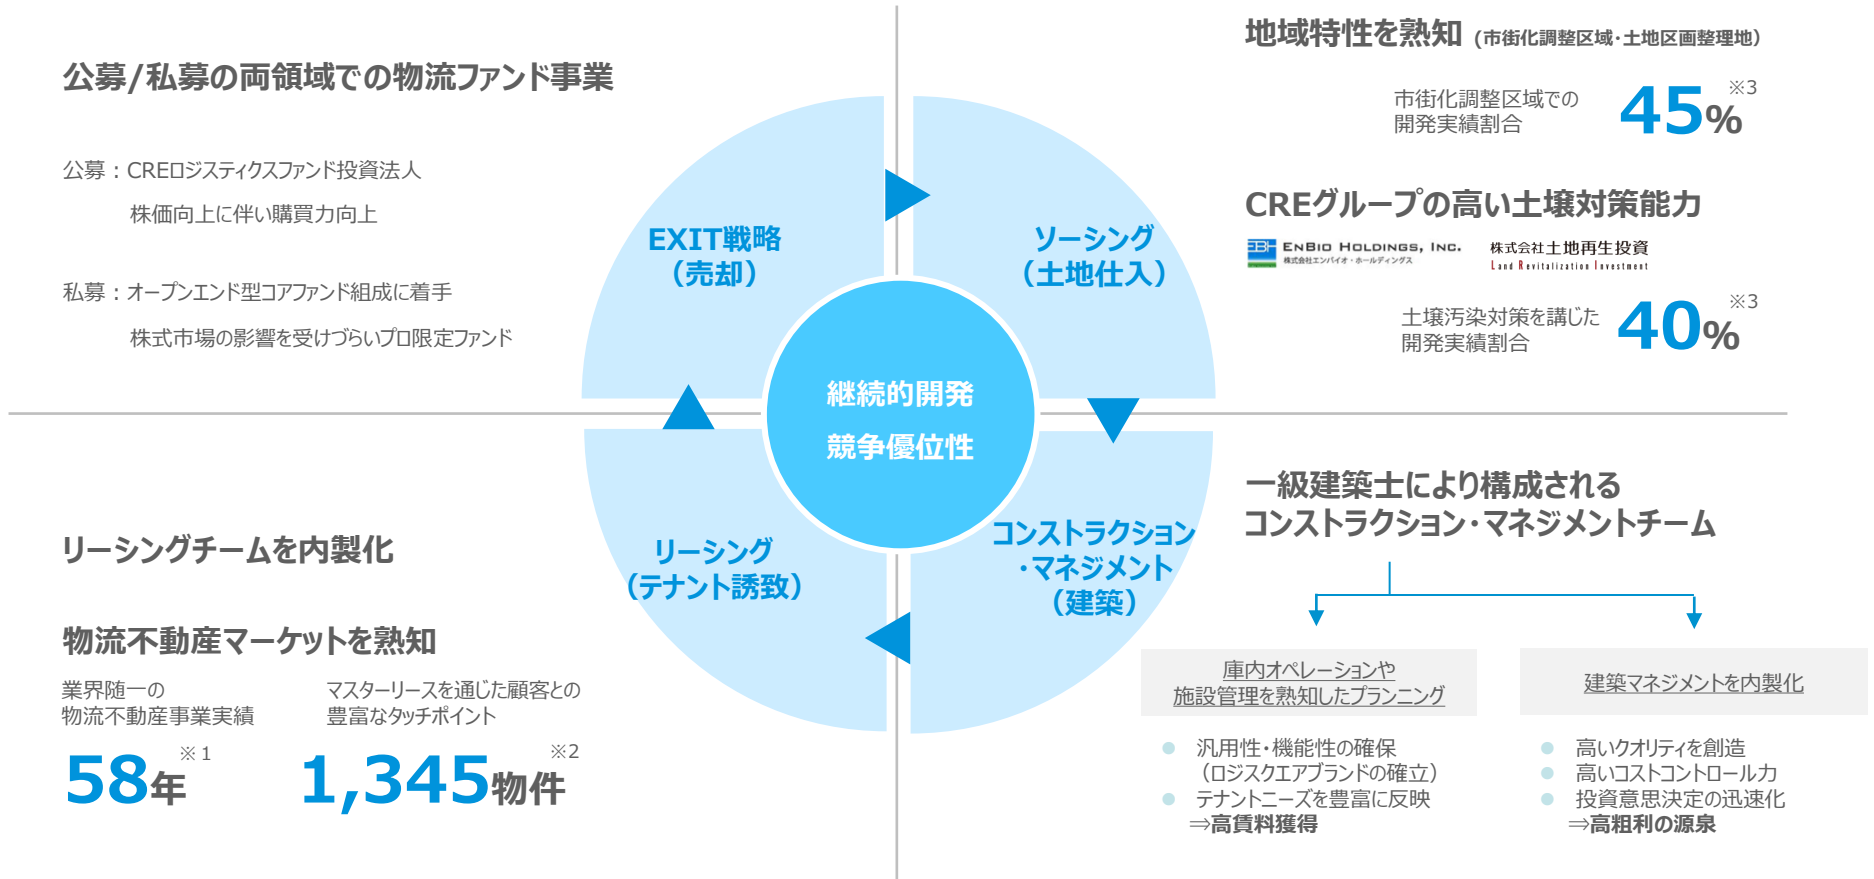 公募/私募の両領域での物流ファンド事業
公募：CREロジスティクスファンド投資法人
株価向上に伴い購買力向上
私募：オープンエンド型コアファンド組成に着手
株式市場の影響を受けづらいプロ限定ファンド
地域特性を熟知 (市街化調整区域・土地区画整理地)
市街化調整区域での
開発実績割合
45% ※3
CREグループの高い土壌対策能力
ENBIO HOLDINGS, INC.
株式会社エンバイオ・ホールディングス
株式会社土地再生投資
Land Revitalization Investment
土壌汚染対策を講じた
開発実績割合
40% ※3
EXIT戦略
（売却）
ソーシング
（土地仕入）
継続的開発
競争優位性
リーシング
（テナント誘致）
コンストラクション
・マネジメント
（建築）
リーシングチームを内製化
物流不動産マーケットを熟知
業界随一の
物流不動産事業実績
58年 ※1
マスターリースを通じた顧客との
豊富なタッチポイント
1,345物件 ※2
一級建築士により構成される
コンストラクション・マネジメントチーム
庫内オペレーションや
施設管理を熟知したプランニング
● 汎用性・機能性の確保
（ロジスクエアブランドの確立）
● テナントニーズを豊富に反映
⇒高賃料獲得
建築マネジメントを内製化
● 高いクオリティを創造
● 高いコストコントロール力
● 投資意思決定の迅速化
⇒高粗利の源泉